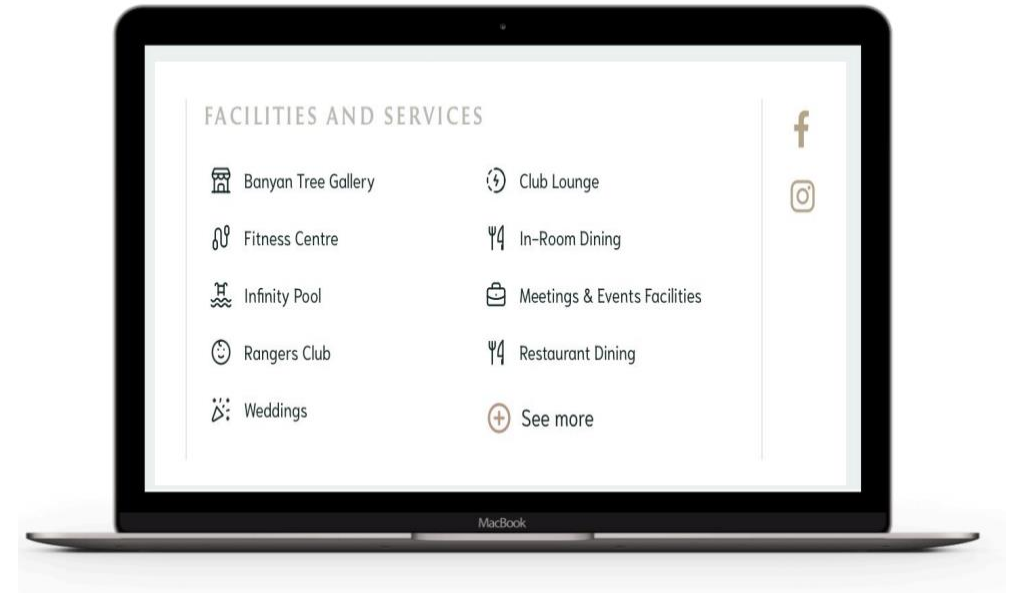 FACILITIES AND SERVICES
Banyan Tree Gallery
Club Lounge
Fitness Centre
In-Room Dining
Infinity Pool
Meetings & Events Facilities
Rangers Club
Restaurant Dining
Weddings
See more
MacBook